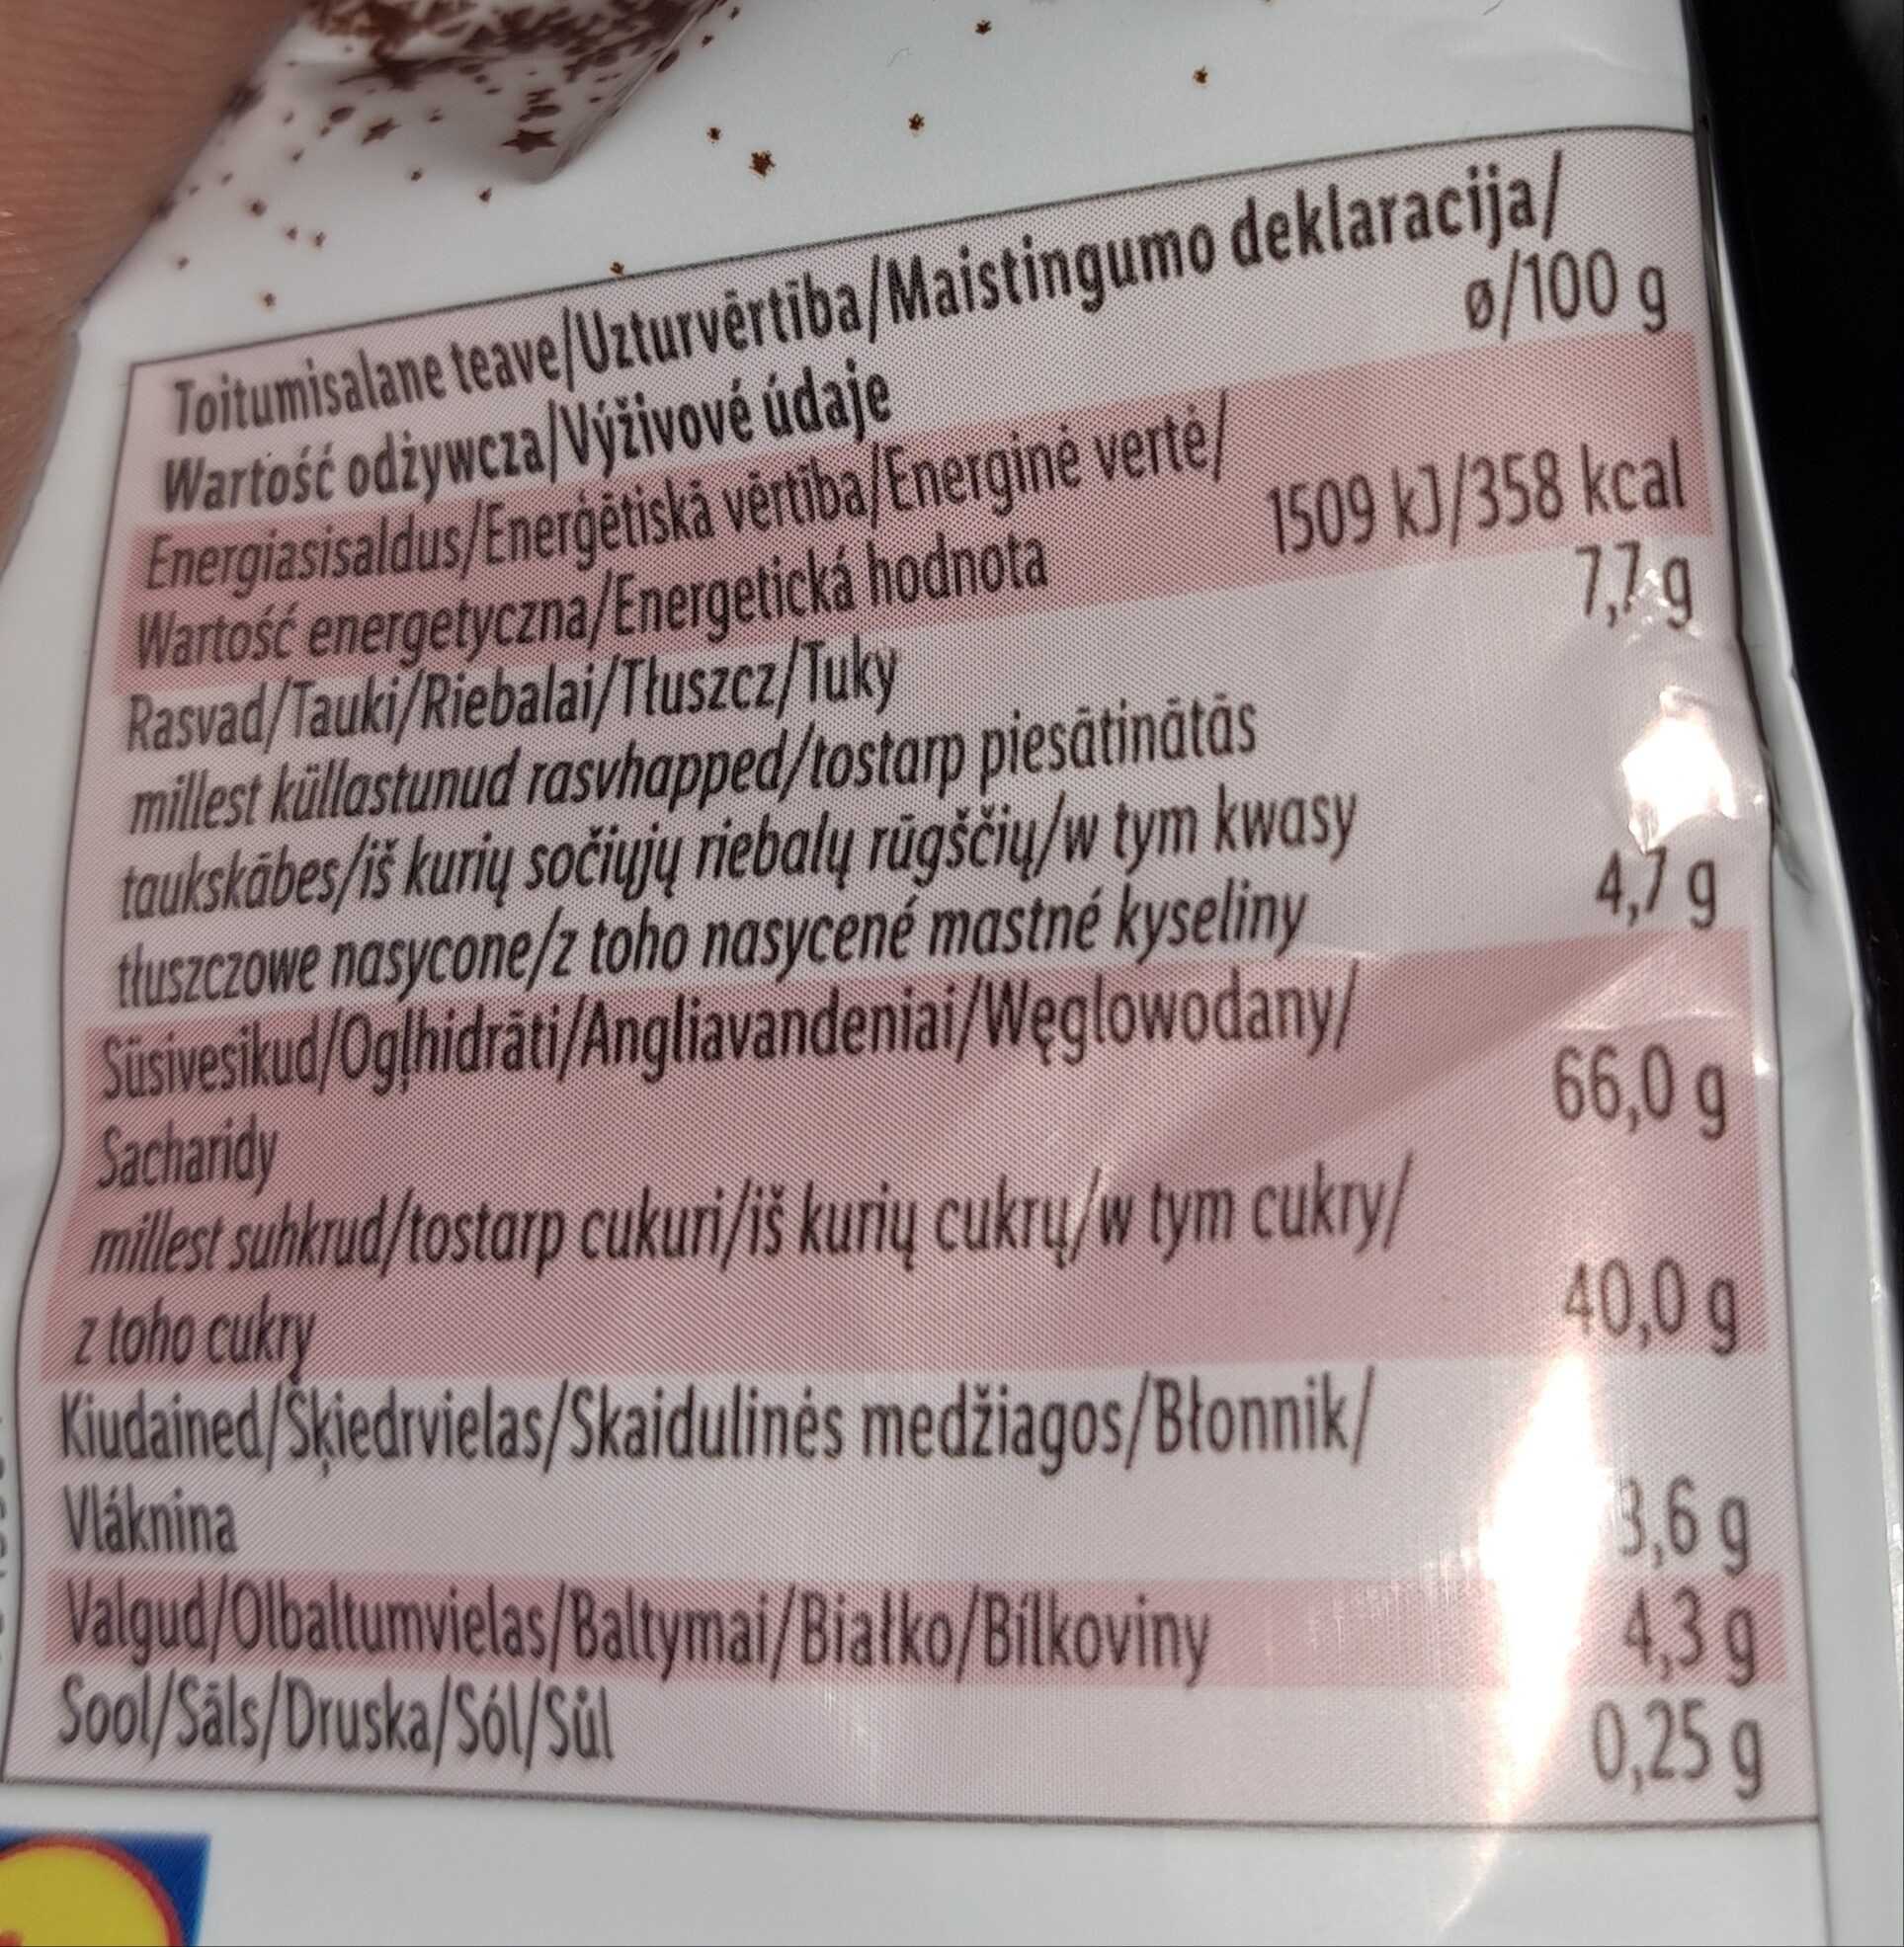 Toitumisalane teave/Uzturvērtība/Maistingumo deklaracija/
Wartość odżywcza/Výživové údaje ø/100 g
Energiasisaldus/Enerģētiskā vērtība/Energinė vertė/
Wartość energetyczna/Energetická hodnota 1509 kJ/358 kcal
Rasvad/Tauki/Riebalai/Tłuszcz/Tuky 7,7 g
millest küllastunud rasvhapped/tostarp piesātinātās
taukskābes/iš kurių sočiųjų riebalų rūgščių/w tym kwasy
tłuszczowe nasycone/z toho nasycené mastné kyseliny 4,7 g
Süsivesikud/Ogļhidrāti/Angliavandeniai/Węglowodany/
Sacharidy 66,0 g
millest suhkrud/tostarp cukuri/iš kurių cukrų/w tym cukry/
z toho cukry 40,0 g
Kiudained/Šķiedrvielas/Skaidulinės medžiagos/Błonnik/
Vláknina 3,6 g
Valgud/Olbaltumvielas/Baltymai/Białko/Bílkoviny 4,3 g
Sool/Sāls/Druska/Sól/Sůl 0,25 g